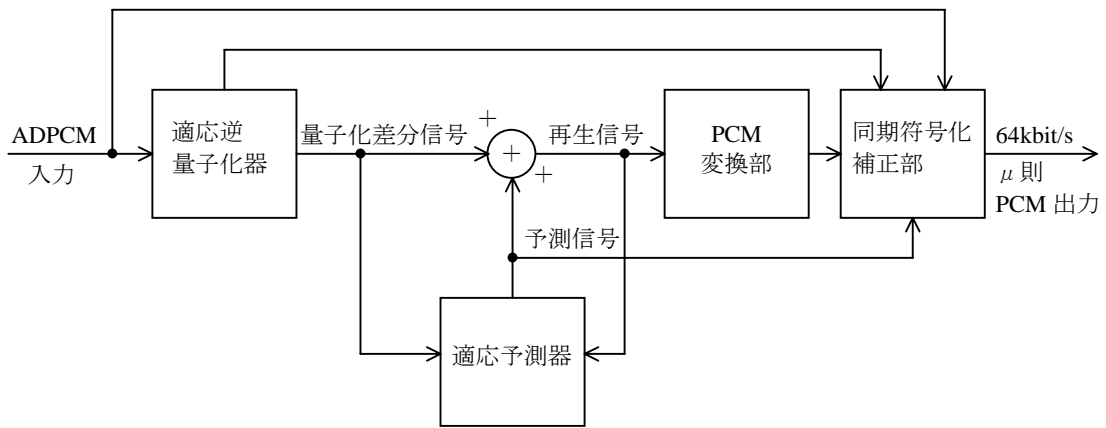 ADPCM
入力
適応逆
量子化器
量子化差分信号
+
+
+
再生信号
PCM
変換部
同期符号化
補正部
64kbit/s
μ則
PCM 出力
予測信号
適応予測器